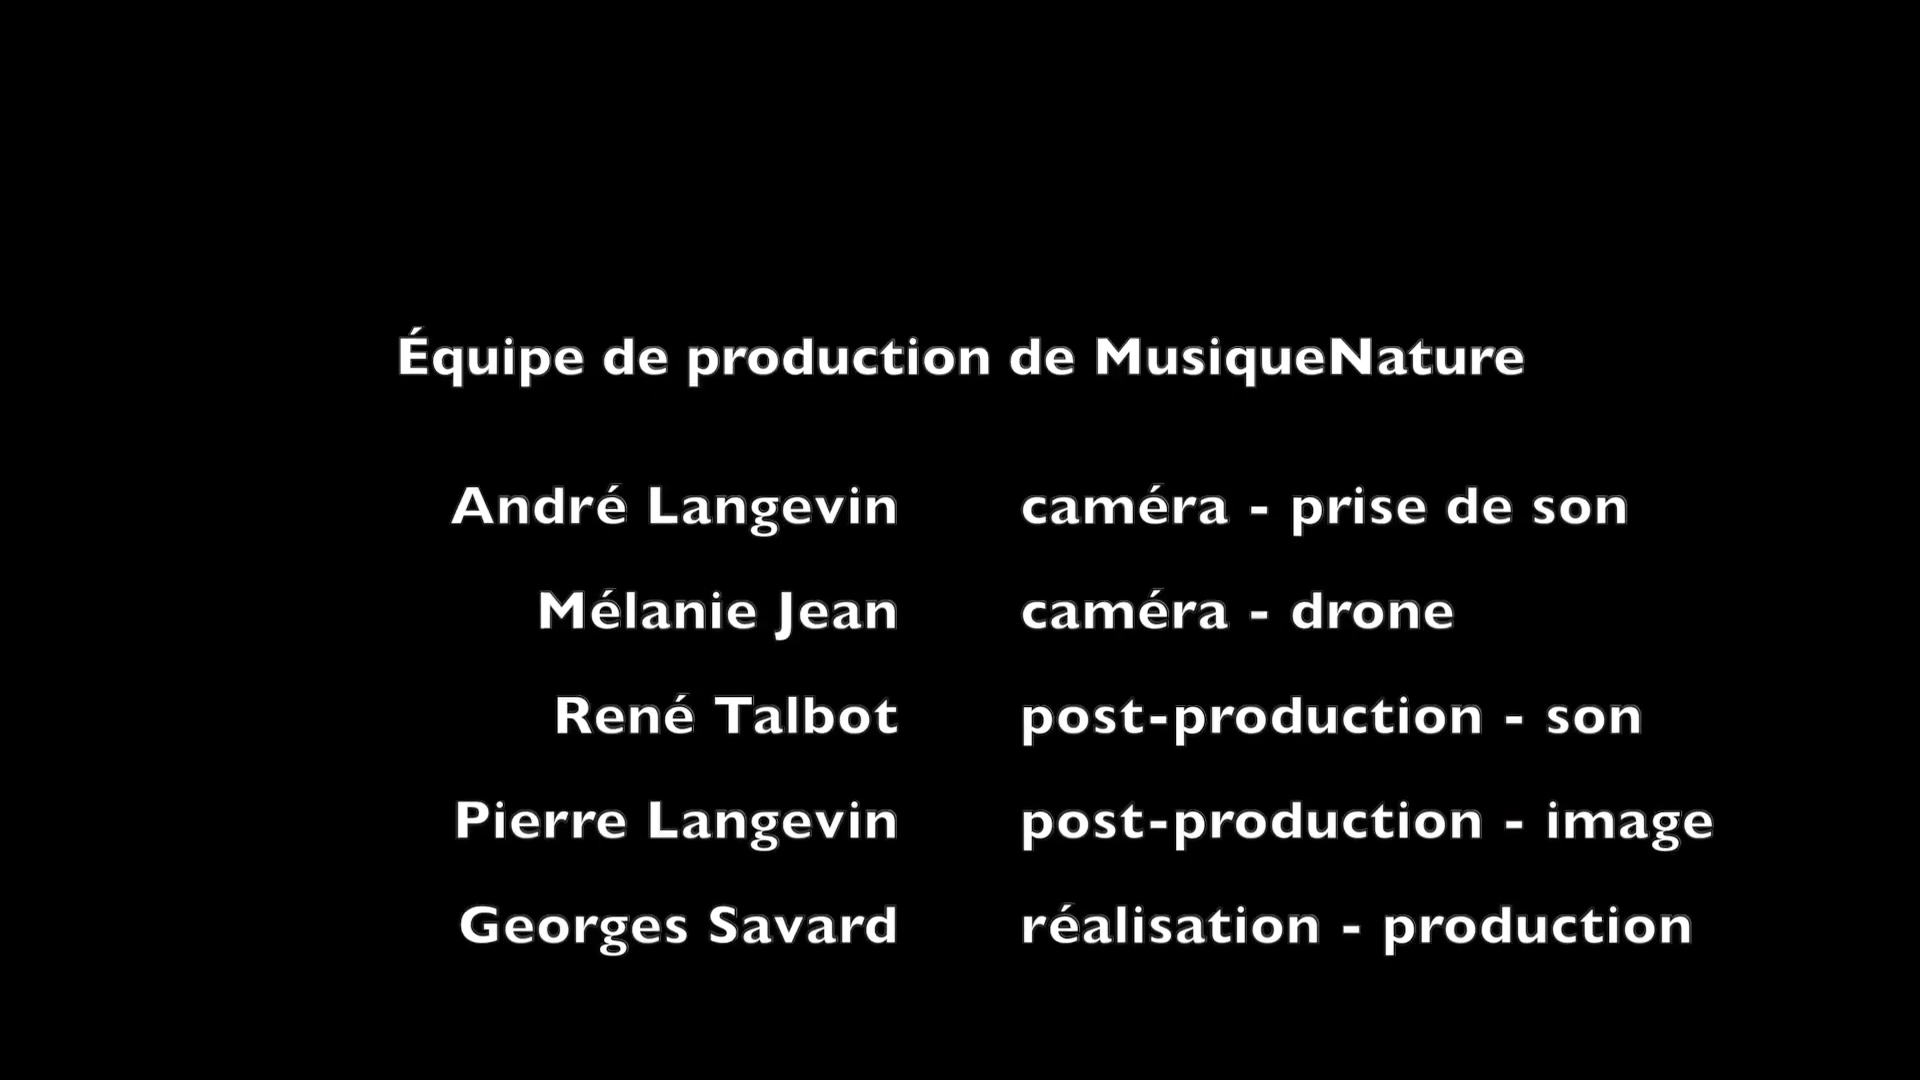 Équipe de production de MusiqueNature
André Langevin caméra - prise de son
Mélanie Jean caméra - drone
René Talbot post-production - son
Pierre Langevin post-production - image
Georges Savard réalisation - production